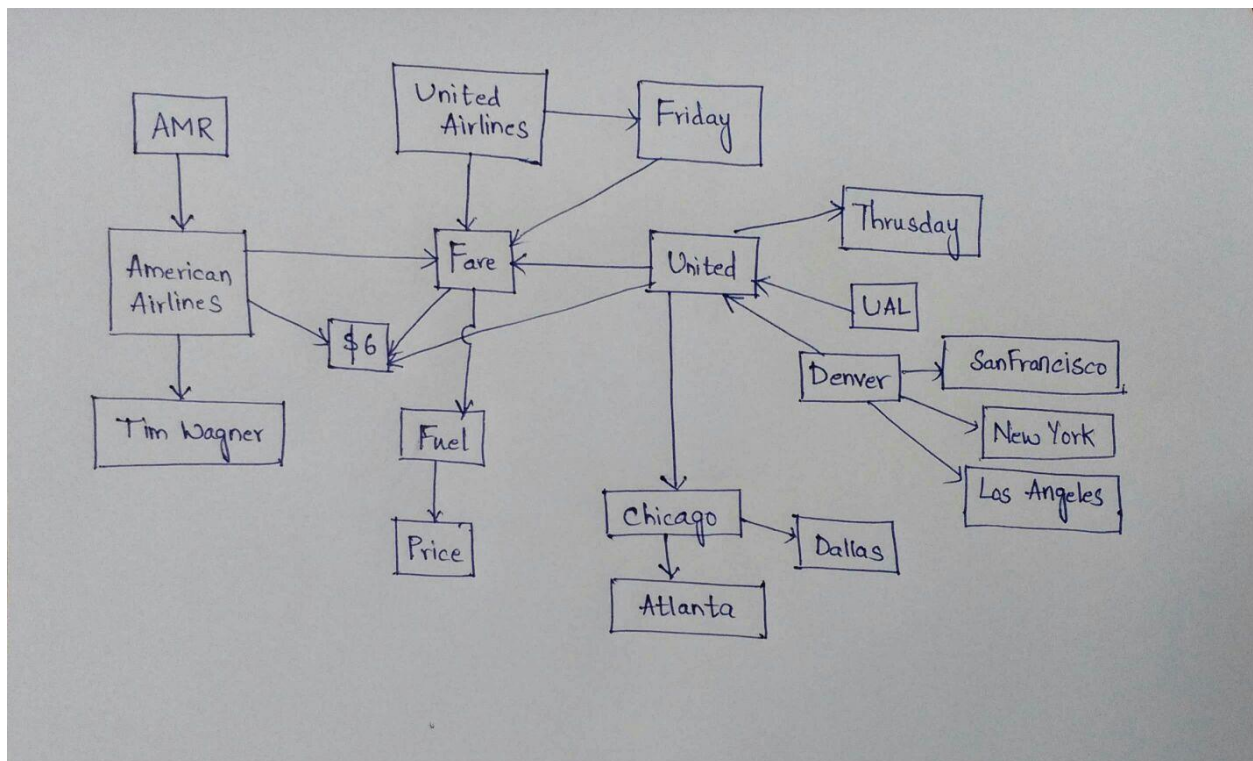 United
Airlines
Friday
AMR
Thrusday
Fare
United
American
Airlines
UAL
$6
SanFrancisco
Denver
Tim Wagner
Fuel
New York
Los Angeles
Chicago
Price
Dallas
Atlanta